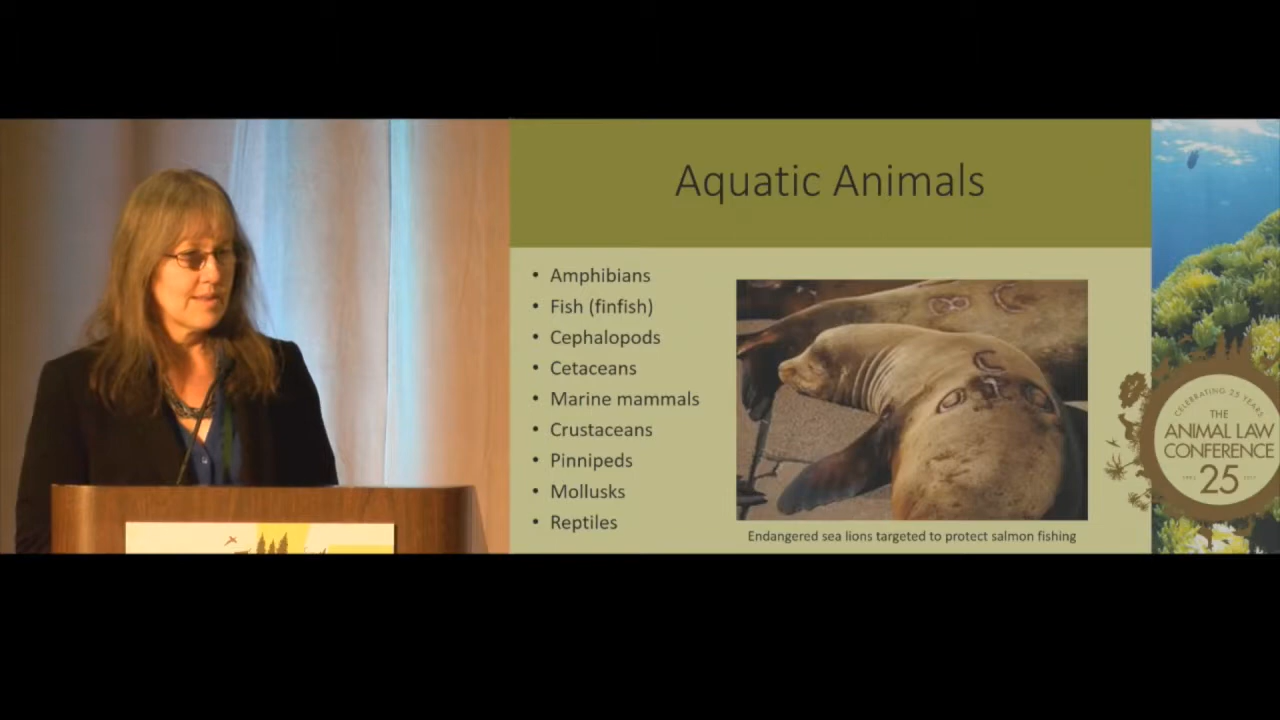 Aquatic Animals
• Amphibians
• Fish (finfish)
• Cephalopods
• Cetaceans
• Marine mammals
• Crustaceans
• Pinnipeds
• Mollusks
• Reptiles
Endangered sea lions targeted to protect salmon fishing
CELEBRATING 25 YEARS
THE
ANIMAL LAW
CONFERENCE
25